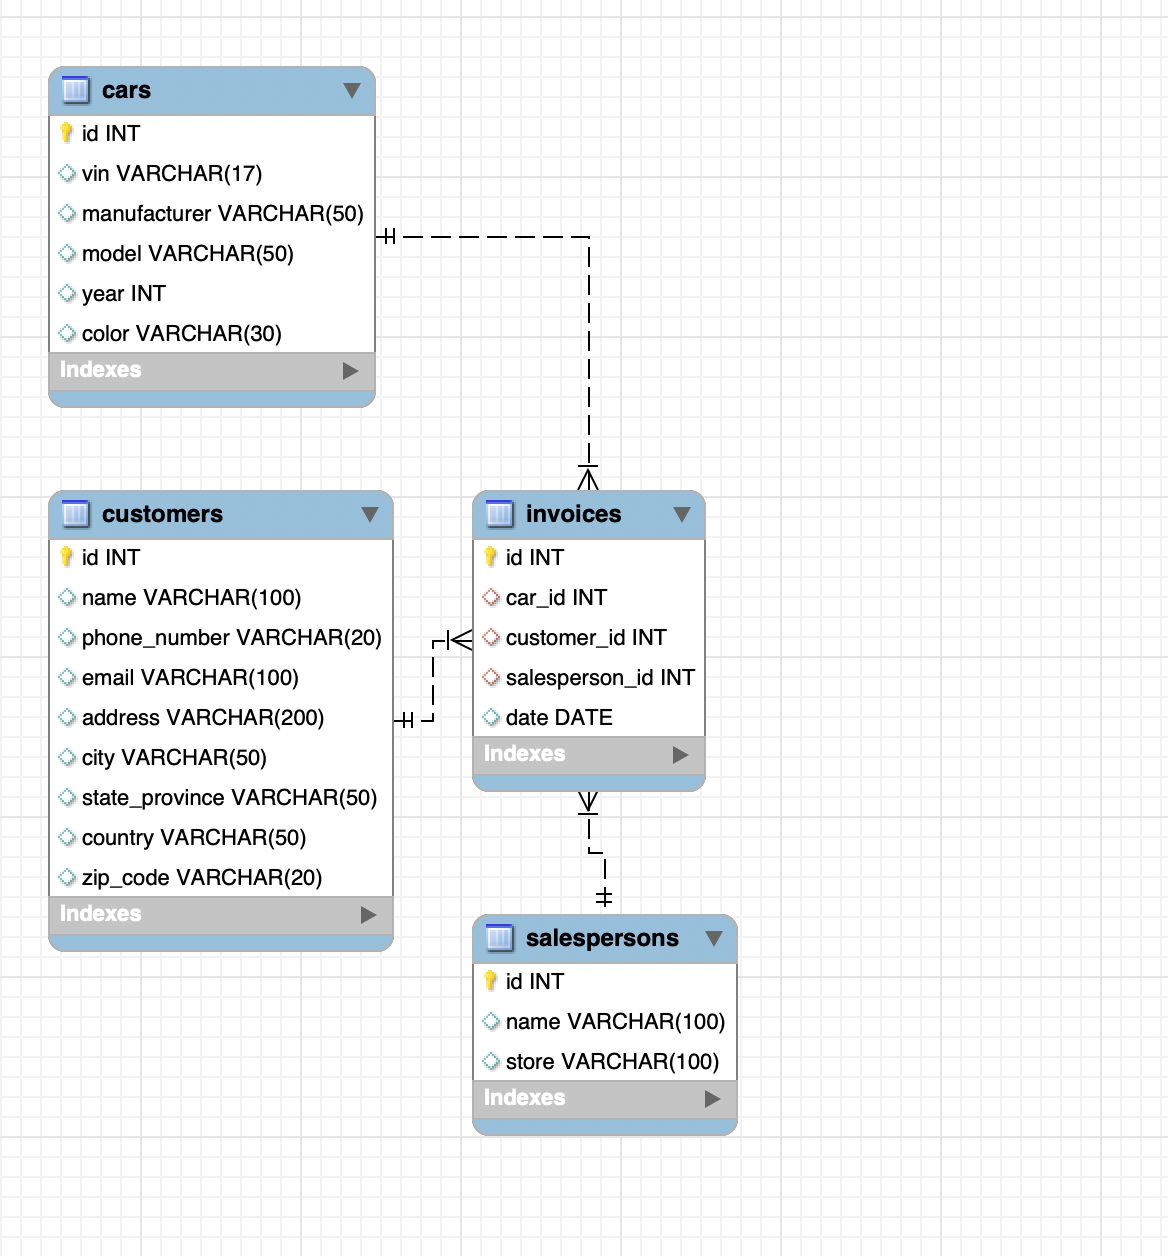 cars
id INT
vin VARCHAR(17)
manufacturer VARCHAR(50)
model VARCHAR(50)
year INT
color VARCHAR(30)
Indexes
customers
id INT
name VARCHAR(100)
phone_number VARCHAR(20)
email VARCHAR(100)
address VARCHAR(200)
city VARCHAR(50)
state_province VARCHAR(50)
country VARCHAR(50)
zip_code VARCHAR(20)
Indexes
invoices
id INT
car_id INT
customer_id INT
salesperson_id INT
date DATE
Indexes
salespersons
id INT
name VARCHAR(100)
store VARCHAR(100)
Indexes